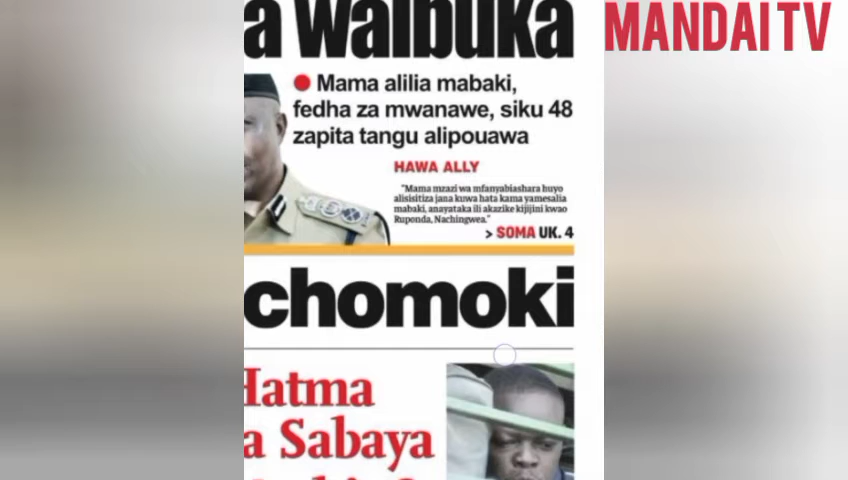 a waibuka
MANDAI TV
Mama alilia mabaki,
fedha za mwanawe, siku 48
zapita tangu alipouawa
HAWA ALLY
"Mama mzazi wa mfanyabiashara huyo
alisisitiza jana kuwa hata kama yamesalia
mabaki, anayataka ili akazike kijijini kwao
Ruponda, Nachingwea."
> SOMA UK. 4
chomoki
Hatma
a Sabaya